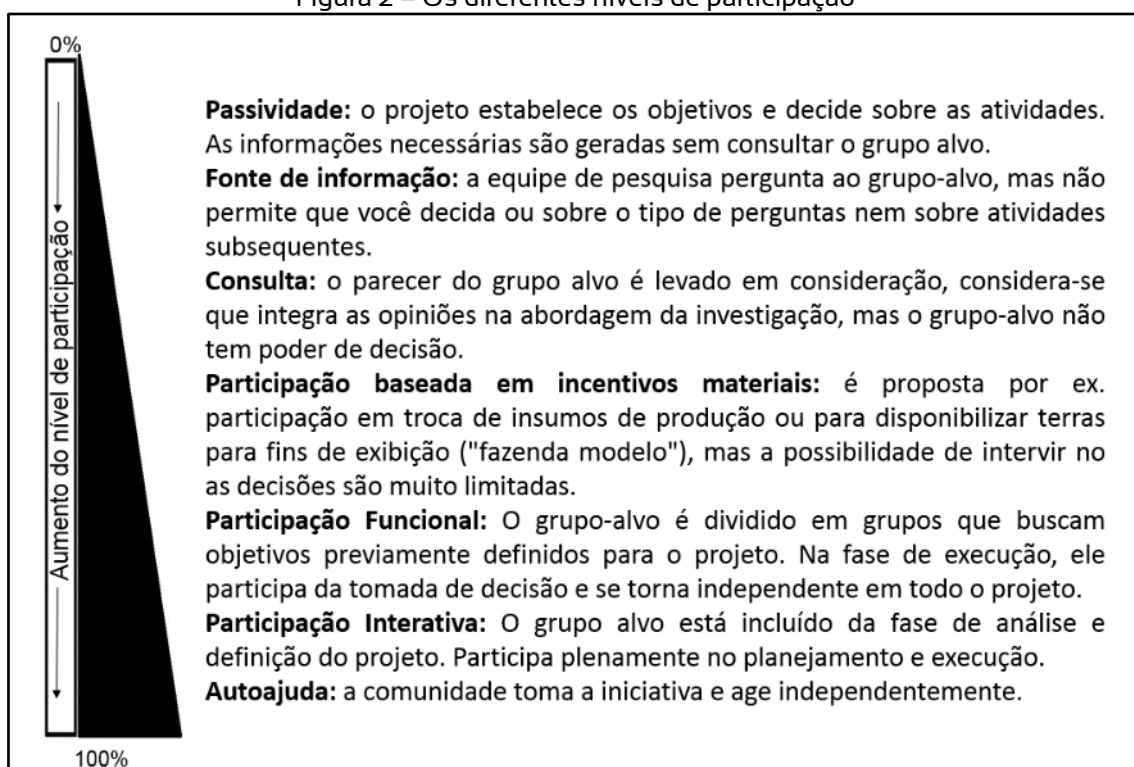 Figura 2 – Os diferentes níveis de participação
0%
Aumento do nível de participação
Passividade: o projeto estabelece os objetivos e decide sobre as atividades.
As informações necessárias são geradas sem consultar o grupo alvo.
Fonte de informação: a equipe de pesquisa pergunta ao grupo-alvo, mas não
permite que você decida ou sobre o tipo de perguntas nem sobre atividades
subsequentes.
Consulta: o parecer do grupo alvo é levado em consideração, considera-se
que integra as opiniões na abordagem da investigação, mas o grupo-alvo não
tem poder de decisão.
Participação baseada em incentivos materiais: é proposta por ex.
participação em troca de insumos de produção ou para disponibilizar terras
para fins de exibição ("fazenda modelo"), mas a possibilidade de intervir no
as decisões são muito limitadas.
Participação Funcional: O grupo-alvo é dividido em grupos que buscam
objetivos previamente definidos para o projeto. Na fase de execução, ele
participa da tomada de decisão e se torna independente em todo o projeto.
Participação Interativa: O grupo alvo está incluído da fase de análise e
definição do projeto. Participa plenamente no planejamento e execução.
Autoajuda: a comunidade toma a iniciativa e age independentemente.
100%